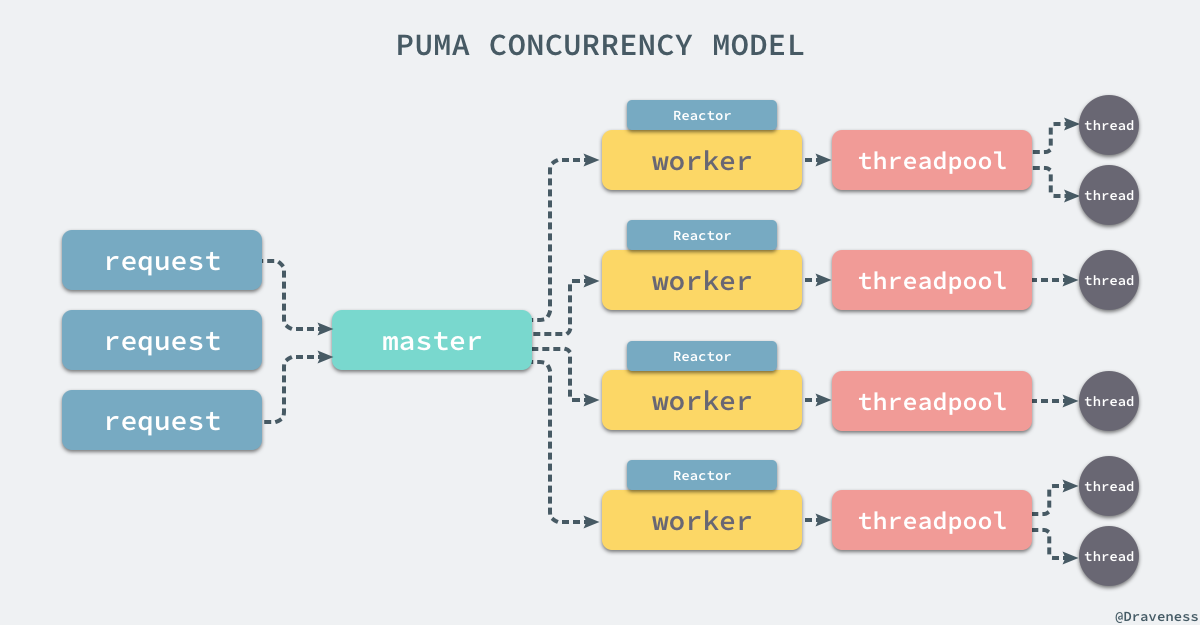 PUMA CONCURRENCY MODEL
request
request
request
master
Reactor
worker
threadpool
thread
thread
Reactor
worker
threadpool
thread
Reactor
worker
threadpool
thread
Reactor
worker
threadpool
thread
thread
@Draveness